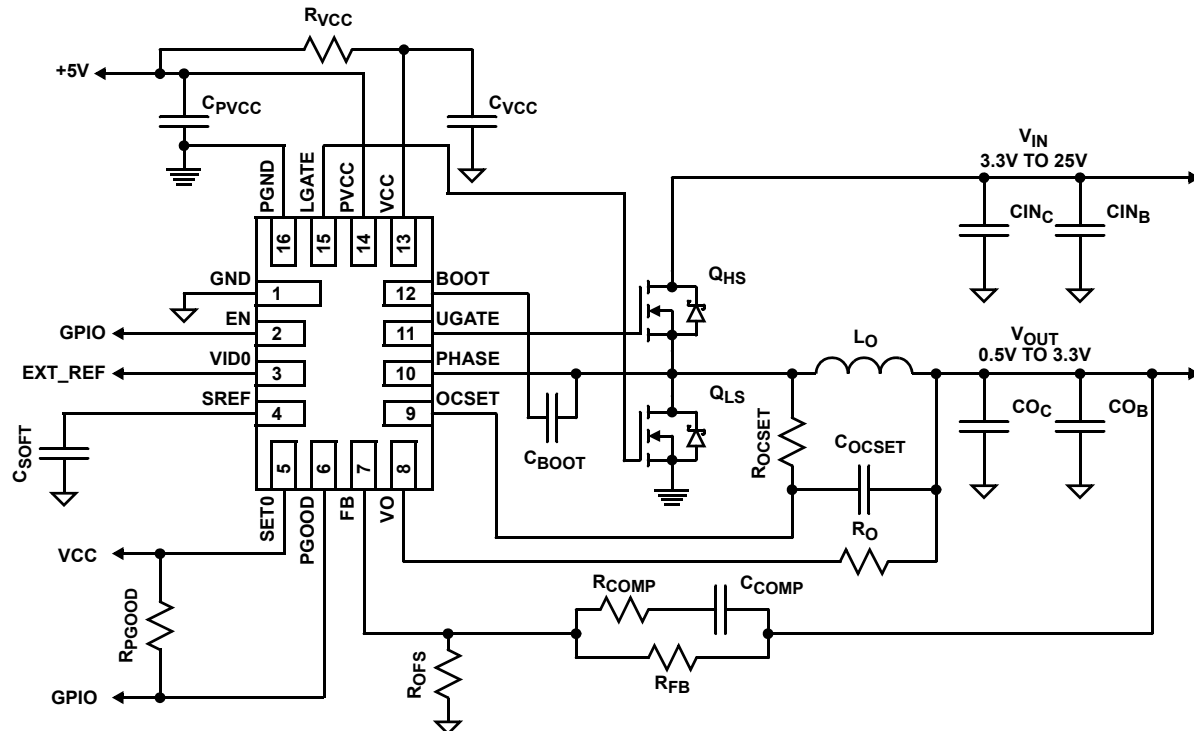 RVCC
+5V
CPVCC
CVCC
PGND
LGATE
PVCC
VCC
16
15
14
13
VIN
3.3V TO 25V
CINC
CINB
GND
1
12
BOOT
QHS
GPIO
EN
2
11
UGATE
EXT_REF
VID0
3
10
PHASE
LO
VOUT
0.5V TO 3.3V
SREF
4
9
OCSET
QLS
COC
COB
CSOFT
CBOOT
ROCSET
COCSET
5
6
7
8
SET0
PGOOD
FB
VO
RO
VCC
RPGOOD
GPIO
RCOMP
CCOMP
ROFS
RFB